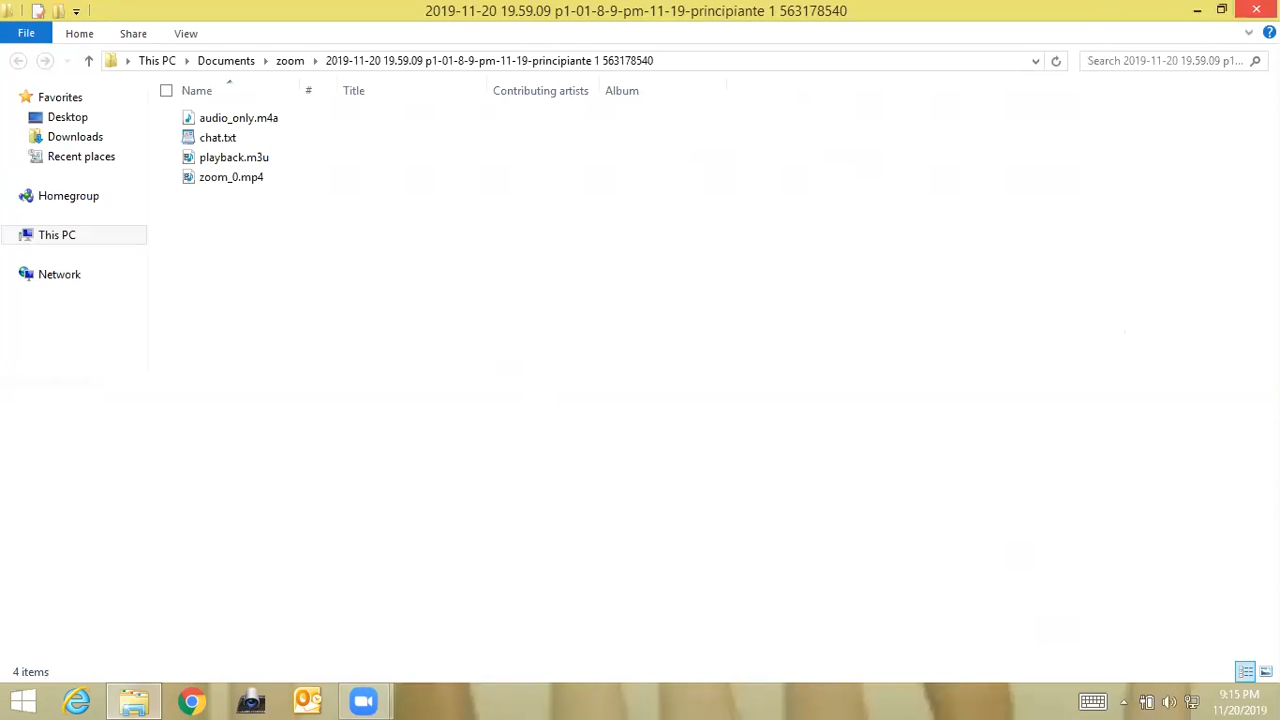 2019-11-20 19.59.09 p1-01-8-9-pm-11-19-principiante 1 563178540
File Home Share View
This PC Documents zoom 2019-11-20 19.59.09 p1-01-8-9-pm-11-19-principiante 1 563178540
Search 2019-11-20 19.59.09 p1...
Name # Title Contributing artists Album
Favorites
Desktop
Downloads
Recent places
Homegroup
This PC
Network
audio_only.m4a
chat.txt
playback.m3u
zoom_0.mp4
4 items
9:15 PM
11/20/2019